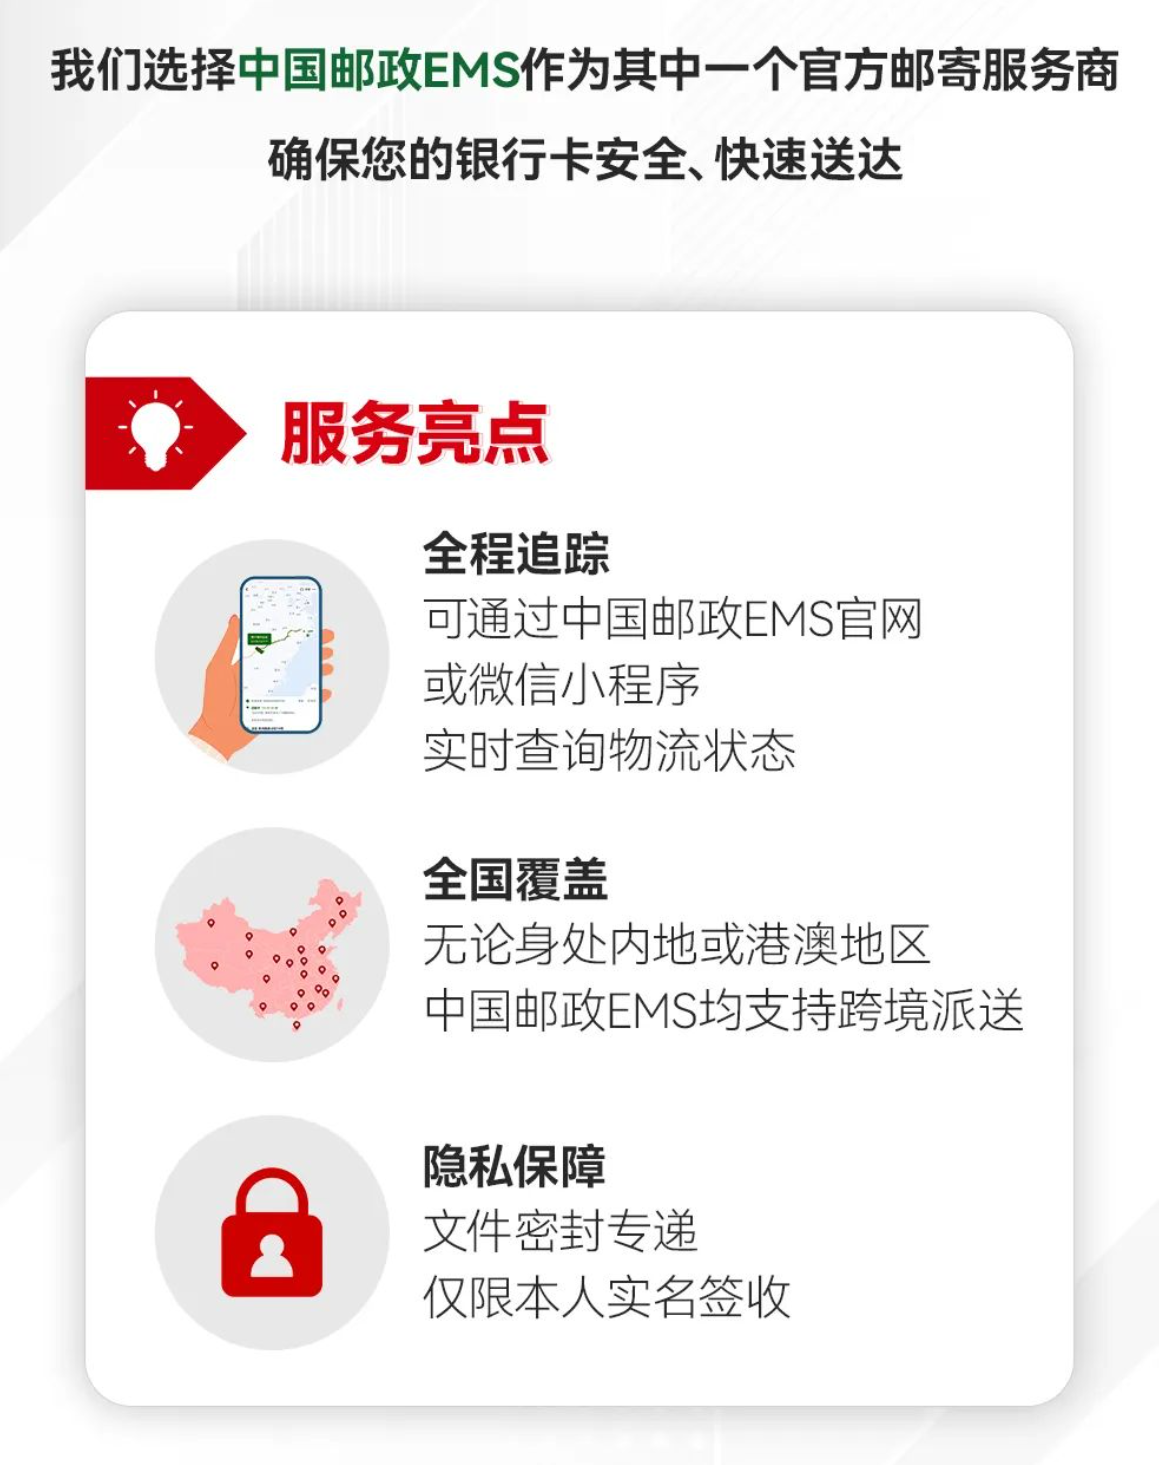 我们选择中国邮政EMS作为其中一个官方邮寄服务商
确保您的银行卡安全、快速送达
服务亮点
全程追踪
可通过中国邮政EMS官网
或微信小程序
实时查询物流状态
全国覆盖
无论身处内地或港澳地区
中国邮政EMS均支持跨境派送
隐私保障
文件密封专递
仅限本人实名签收